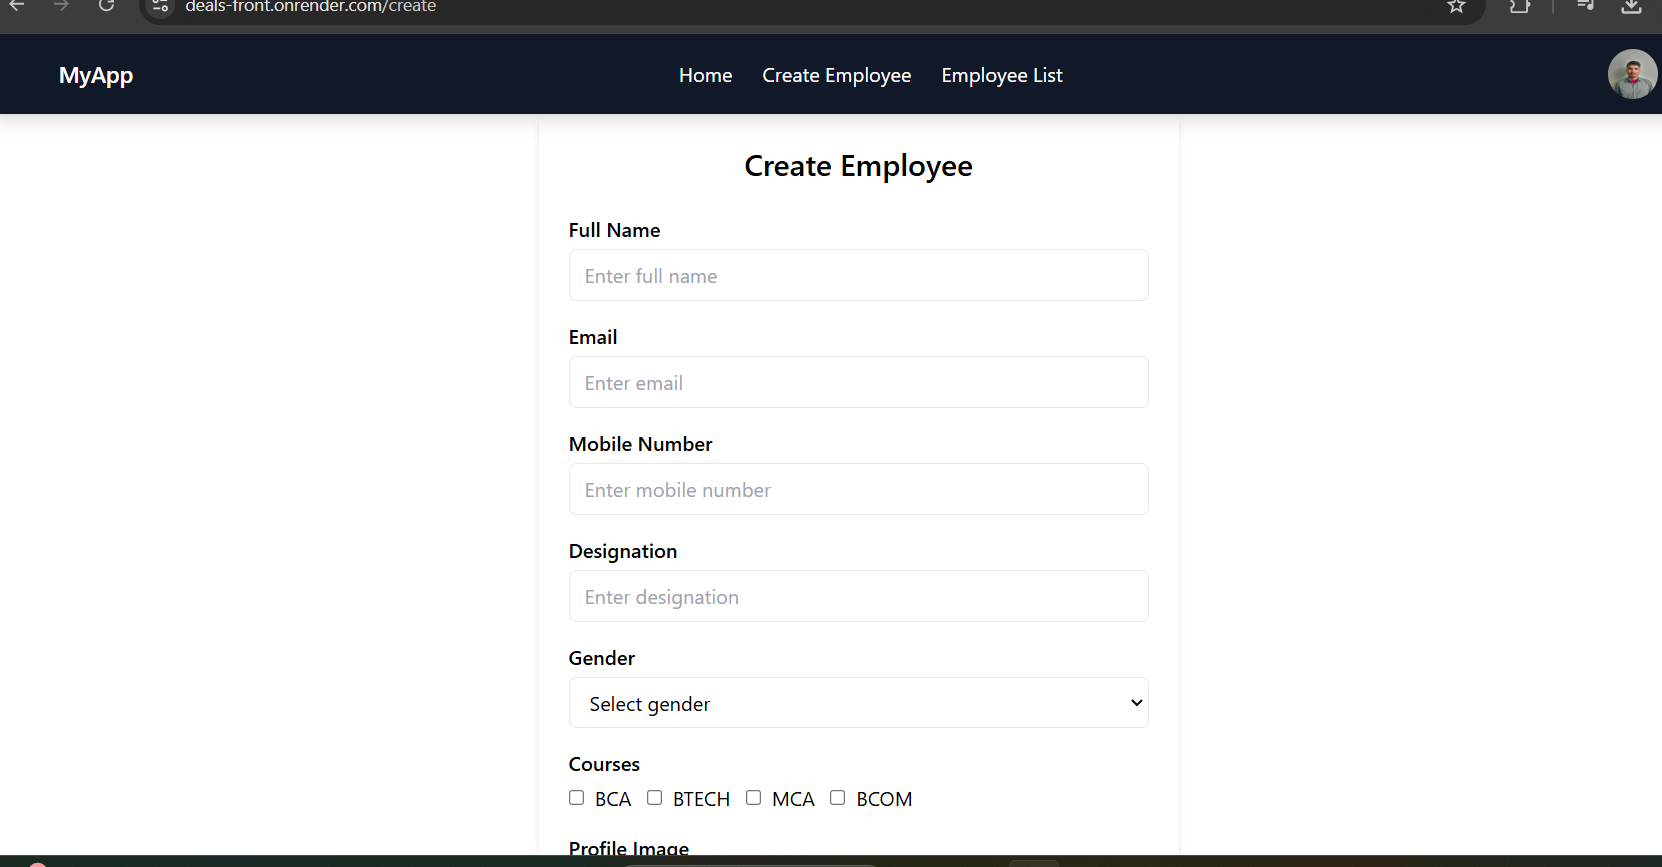 deals-front.onrender.com/create
MyApp
Home Create Employee Employee List
Create Employee
Full Name
Enter full name
Email
Enter email
Mobile Number
Enter mobile number
Designation
Enter designation
Gender
Select gender
Courses
BCA BTECH MCA BCOM
Profile Image